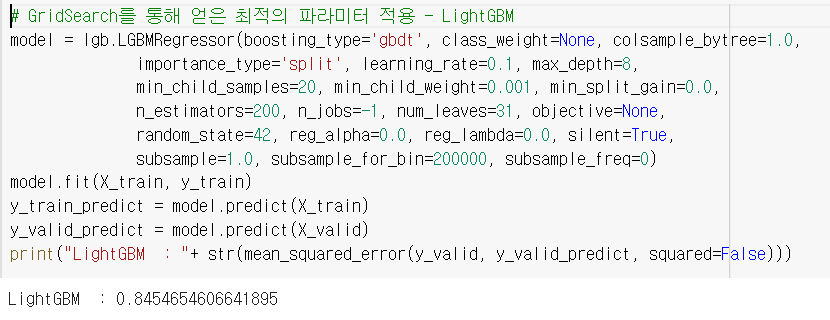 # GridSearch를 통해 얻은 최적의 파라미터 적용 - LightGBM
model = lgb.LGBMRegressor(boosting_type='gbdt', class_weight=None, colsample_bytree=1.0,
importance_type='split', learning_rate=0.1, max_depth=8,
min_child_samples=20, min_child_weight=0.001, min_split_gain=0.0,
n_estimators=200, n_jobs=-1, num_leaves=31, objective=None,
random_state=42, reg_alpha=0.0, reg_lambda=0.0, silent=True,
subsample=1.0, subsample_for_bin=200000, subsample_freq=0)
model.fit(X_train, y_train)
y_train_predict = model.predict(X_train)
y_valid_predict = model.predict(X_valid)
print("LightGBM  : "+ str(mean_squared_error(y_valid, y_valid_predict, squared=False)))
LightGBM  : 0.8454654606641895